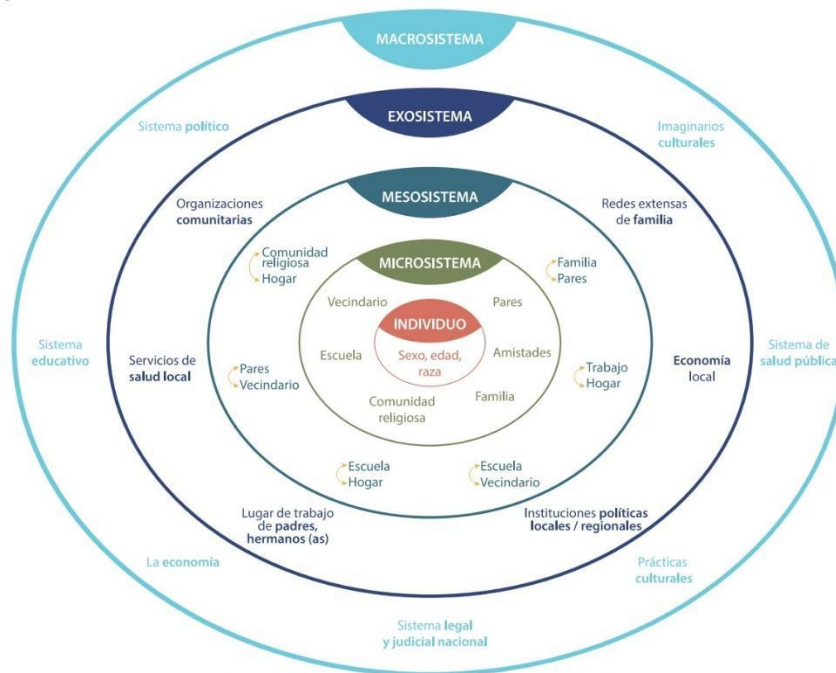 MACROSISTEMA
Sistema político
Imaginarios
culturales
Sistema
educativo
Sistema de
salud pública
La economía
Prácticas
culturales
Sistema legal
y judicial nacional
EXOSISTEMA
Organizaciones
comunitarias
Redes extensas
de familia
Servicios de
salud local
Economía
local
Lugar de trabajo
de padres,
hermanos (as)
Instituciones políticas
locales / regionales
MESOSISTEMA
Comunidad
religiosa
Hogar
Familia
Pares
Pares
Vecindario
Trabajo
Hogar
Escuela
Hogar
Escuela
Vecindario
MICROSISTEMA
Vecindario
Pares
Escuela
Amistades
Comunidad
religiosa
Familia
INDIVIDUO
Sexo, edad,
raza